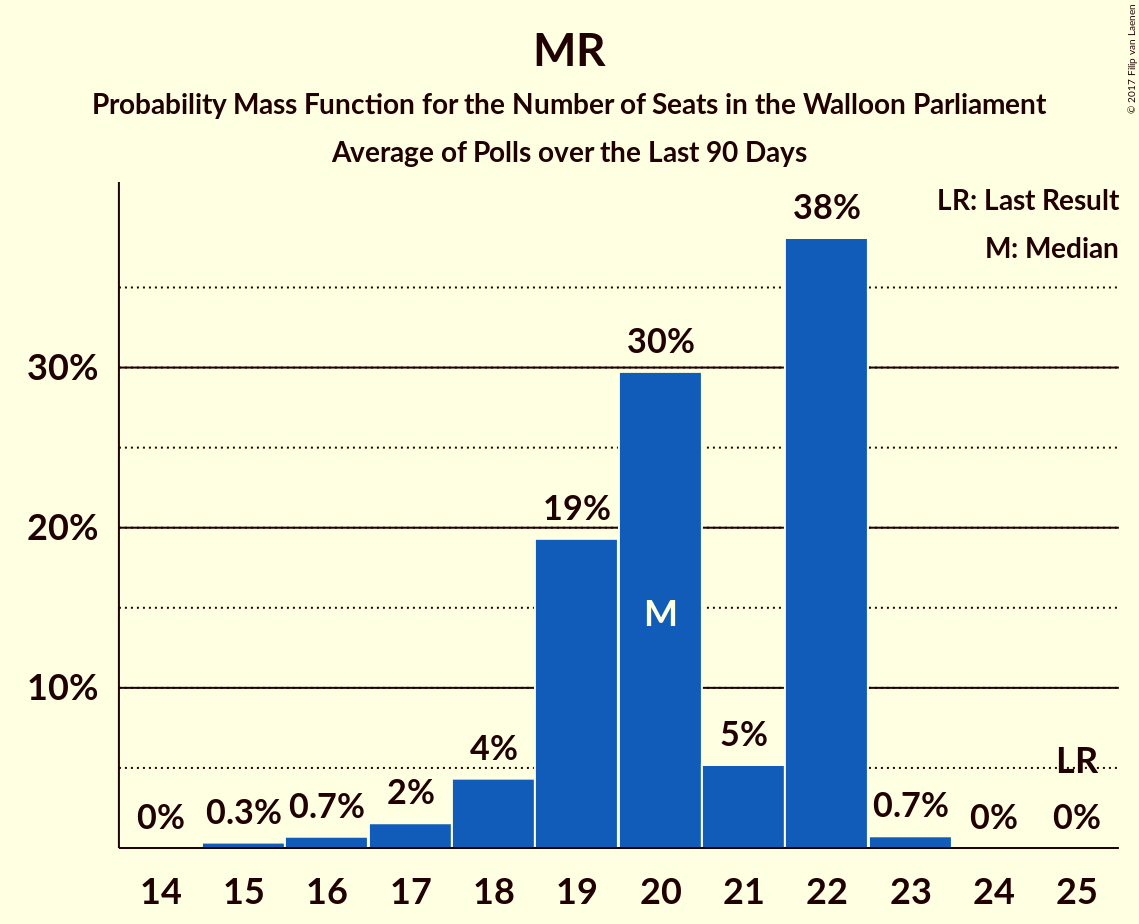 MR
Probability Mass Function for the Number of Seats in the Walloon Parliament
Average of Polls over the Last 90 Days
© 2017 Filip van Laenen
LR: Last Result
M: Median
38%
30%
30%
19%
20%
M
10%
5%
4%
LR
2%
0.7%
0.7%
0.3%
0%
0%
0%
14 15 16 17 18 19 20 21 22 23 24 25